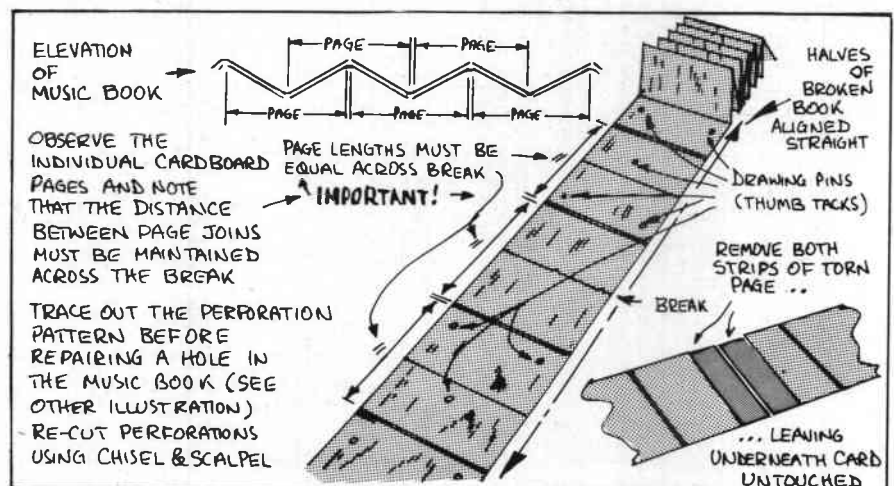 ELEVATION
OF
MUSIC BOOK
PAGE
PAGE
PAGE
PAGE
PAGE
OBSERVE THE
INDIVIDUAL CARDBOARD
PAGES AND NOTE
THAT THE DISTANCE
BETWEEN PAGE JOINS
MUST BE MAINTAINED
ACROSS THE BREAK
PAGE LENGTHS MUST BE
EQUAL ACROSS BREAK
IMPORTANT!
TRACE OUT THE PERFORATION
PATTERN BEFORE
REPAIRING A HOLE IN
THE MUSIC BOOK (SEE
OTHER ILLUSTRATION)
RE-CUT PERFORATIONS
USING CHISEL & SCALPEL
HALVES
OF
BROKEN
BOOK
ALIGNED
STRAIGHT
DRAWING PINS
(THUMB TACKS)
REMOVE BOTH
STRIPS OF TORN
PAGE ...
BREAK
... LEAVING
UNDERNEATH CARD
UNTOUCHED